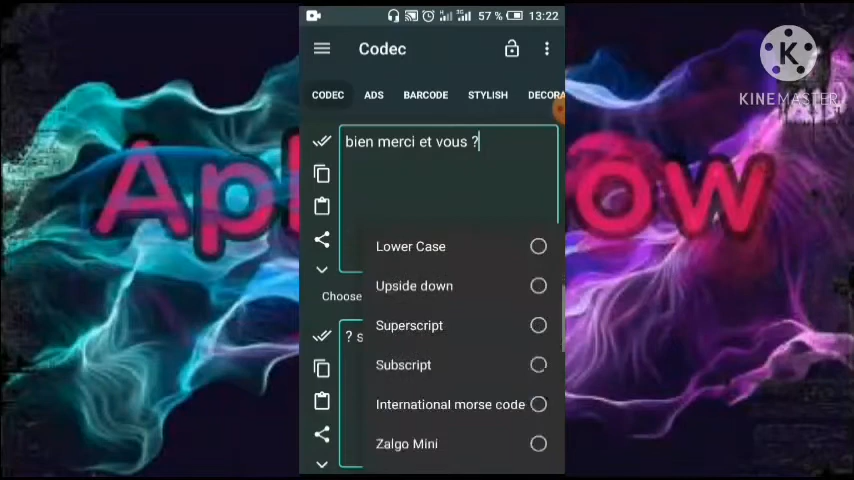 57 % 13:22
Codec
CODEC ADS BARCODE STYLISH DECORA
K
KINEMASTER
bien merci et vous ?
Lower Case
Upside down
Choose
Superscript
? s
Subscript
International morse code
Zalgo Mini